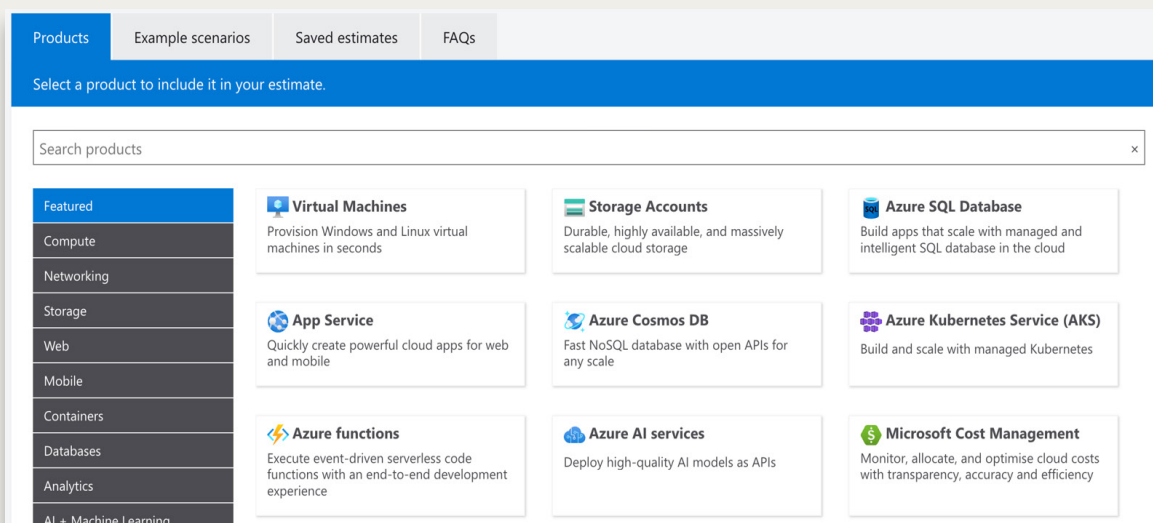 Products
Example scenarios
Saved estimates
FAQs
Select a product to include it in your estimate.
Search products
×
Featured
Compute
Networking
Storage
Web
Mobile
Containers
Databases
Analytics
AI + Machine Learning
Virtual Machines
Provision Windows and Linux virtual
machines in seconds
Storage Accounts
Durable, highly available, and massively
scalable cloud storage
SQL
Azure SQL Database
Build apps that scale with managed and
intelligent SQL database in the cloud
App Service
Quickly create powerful cloud apps for web
and mobile
Azure Cosmos DB
Fast NoSQL database with open APIs for
any scale
Azure Kubernetes Service (AKS)
Build and scale with managed Kubernetes
Azure functions
Execute event-driven serverless code
functions with an end-to-end development
experience
Azure AI services
Deploy high-quality AI models as APIs
$
Microsoft Cost Management
Monitor, allocate, and optimise cloud costs
with transparency, accuracy and efficiency